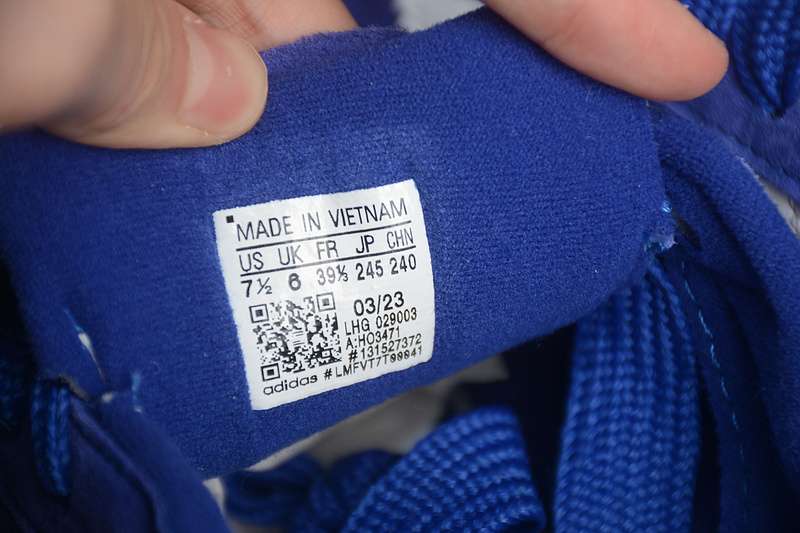 MADE IN VIETNAM
US UK FR JP CHN
7½ 6 39⅓ 245 240
03/23
LHG 029003
A:HO3471
#131527372
adidas #LMFVT7T99941